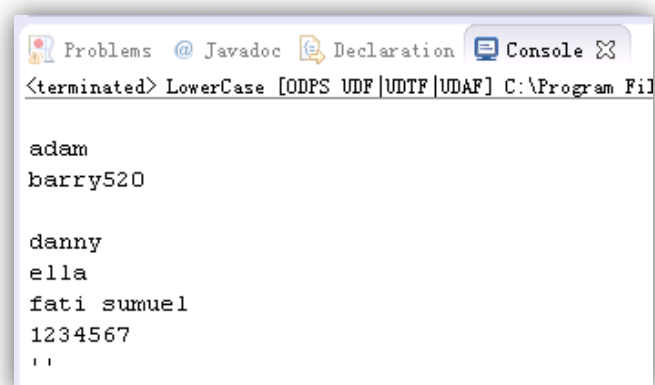 Problems @ Javadoc Declaration Console
<terminated> LowerCase [ODPS UDF|UDTF|UDAF] C:\Program Fil
adam
barry520
danny
ella
fati sumuel
1234567
''